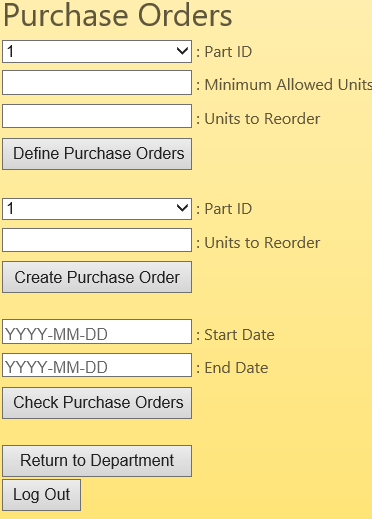 Purchase Orders
1 : Part ID
: Minimum Allowed Units
: Units to Reorder
Define Purchase Orders
1 : Part ID
: Units to Reorder
Create Purchase Order
YYYY-MM-DD : Start Date
YYYY-MM-DD : End Date
Check Purchase Orders
Return to Department
Log Out